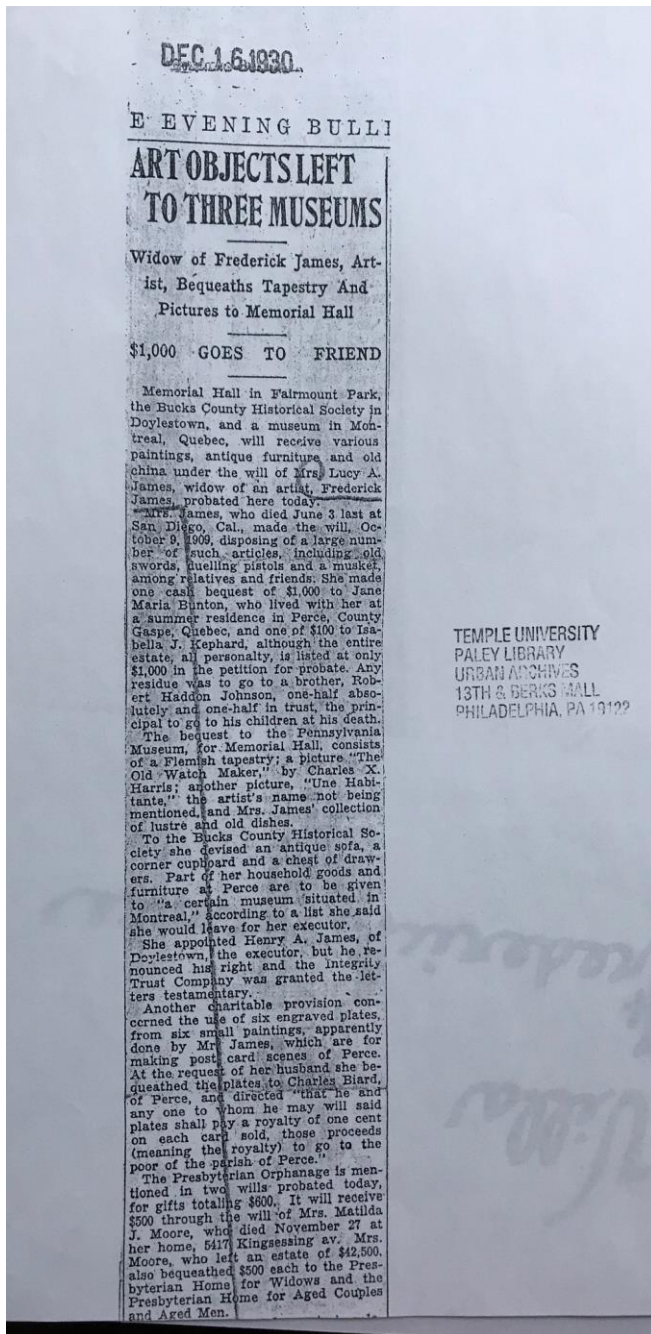 DEC 16 1930
E EVENING BULLE
ART OBJECTS LEFT
TO THREE MUSEUMS
Widow of Frederick James, Art-
ist, Bequeaths Tapestry And
Pictures to Memorial Hall
$1,000 GOES TO FRIEND
Memorial Hall in Fairmount Park,
the Bucks County Historical Society in
Doylestown, and a museum in Mon-
treal, Quebec, will receive various
paintings, antique furniture and old
china under the will of Mrs. Lucy A.
James, widow of an artist, Frederick
James, probated here today.
Mrs. James, who died June 3 last at
San Diego, Cal., made the will, Oc-
tober 9, 1909, disposing of a large num-
ber of such articles, including old
swords, duelling pistols and a musket,
among relatives and friends. She made
one cash bequest of $1,000 to Jane
Maria Bunton, who lived with her at
a summer residence in Perce, County
Gaspe, Quebec, and one of $100 to Isa-
bella J. Kephard, although the entire
estate, all personalty, is listed at only
$1,000 in the petition for probate. Any
residue was to go to a brother, Rob-
ert Haddon Johnson, one-half abso-
lutely and one-half in trust, the prin-
cipal to go to his children at his death.
The bequest to the Pennsylvania
Museum, for Memorial Hall, consists
of a Flemish tapestry; a picture "The
Old Watch Maker," by Charles X.
Harris; another picture, "Une Habi-
tante," the artist's name not being
mentioned, and Mrs. James' collection
of lustre and old dishes.
To the Bucks County Historical So-
ciety she devised an antique sofa, a
corner cupboard and a chest of draw-
ers. Part of her household goods and
furniture at Perce are to be given
to "a certain museum situated in
Montreal," according to a list she said
she would leave for her executor.
She appointed Henry A. James, of
Doylestown, the executor, but he re-
nounced his right and the Integrity
Trust Company was granted the let-
ters testamentary.
Another charitable provision con-
cerned the use of six engraved plates,
from six small paintings, apparently
done by Mr. James, which are for
making post card scenes of Perce.
At the request of her husband she be-
queathed the plates to Charles Biard,
of Perce, and directed "that he and
any one to whom he may will said
plates shall pay a royalty of one cent
on each card sold, those proceeds
(meaning the royalty) to go to the
poor of the parish of Perce."
The Presbyterian Orphanage is men-
tioned in two wills probated today,
for gifts totaling $600. It will receive
$500 through the will of Mrs. Matilda
J. Moore, who died November 27 at
her home, 5417 Kingsessing av. Mrs.
Moore, who left an estate of $42,500,
also bequeathed $500 each to the Pres-
byterian Home for Widows and the
Presbyterian Home for Aged Couples
and Aged Men.
TEMPLE UNIVERSITY
PALEY LIBRARY
URBAN ARCHIVES
13TH & BERKS MALL
PHILADELPHIA, PA 19122